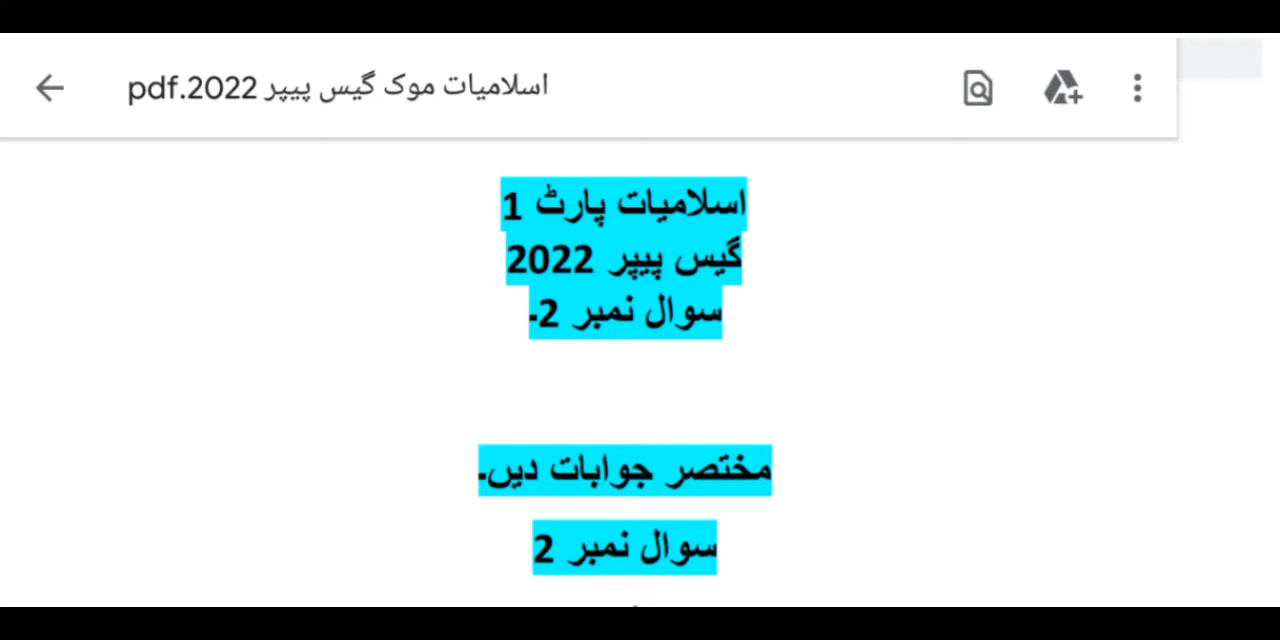 اسلامیات موک گیس پیپر 2022.pdf
اسلامیات پارٹ 1
گیس پیپر 2022
سوال نمبر 2۔
مختصر جوابات دیں۔
سوال نمبر 2